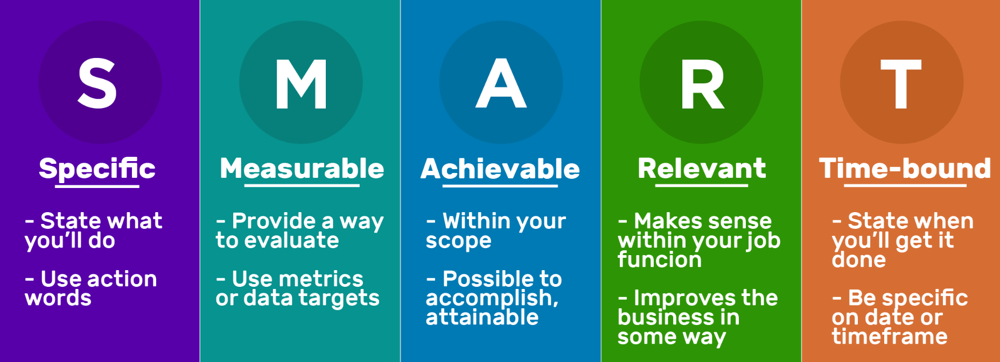 S
Specific
- State what
you'll do
- Use action
words
M
Measurable
- Provide a way
to evaluate
- Use metrics
or data targets
A
Achievable
- Within your
scope
- Possible to
accomplish,
attainable
R
Relevant
- Makes sense
within your job
funcion
- Improves the
business in
some way
T
Time-bound
- State when
you'll get it
done
- Be specific
on date or
timeframe